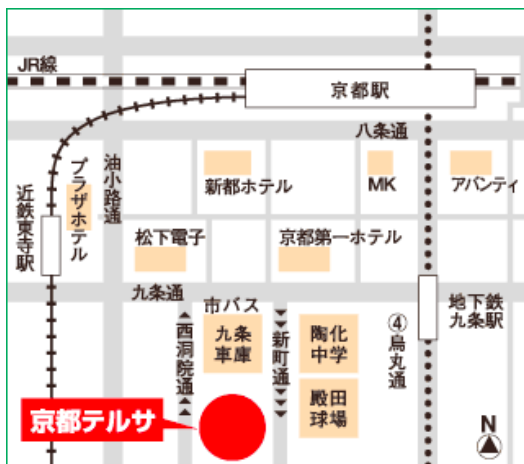 JR線
京都駅
八条通
油小路通
プラザホテル
近鉄東寺駅
新都ホテル
MK
アバンティ
松下電子
京都第一ホテル
九条通
市バス
九条
車庫
西洞院通
新町通
陶化
中学
殿田
球場
④烏丸通
地下鉄
九条駅
京都テルサ
N